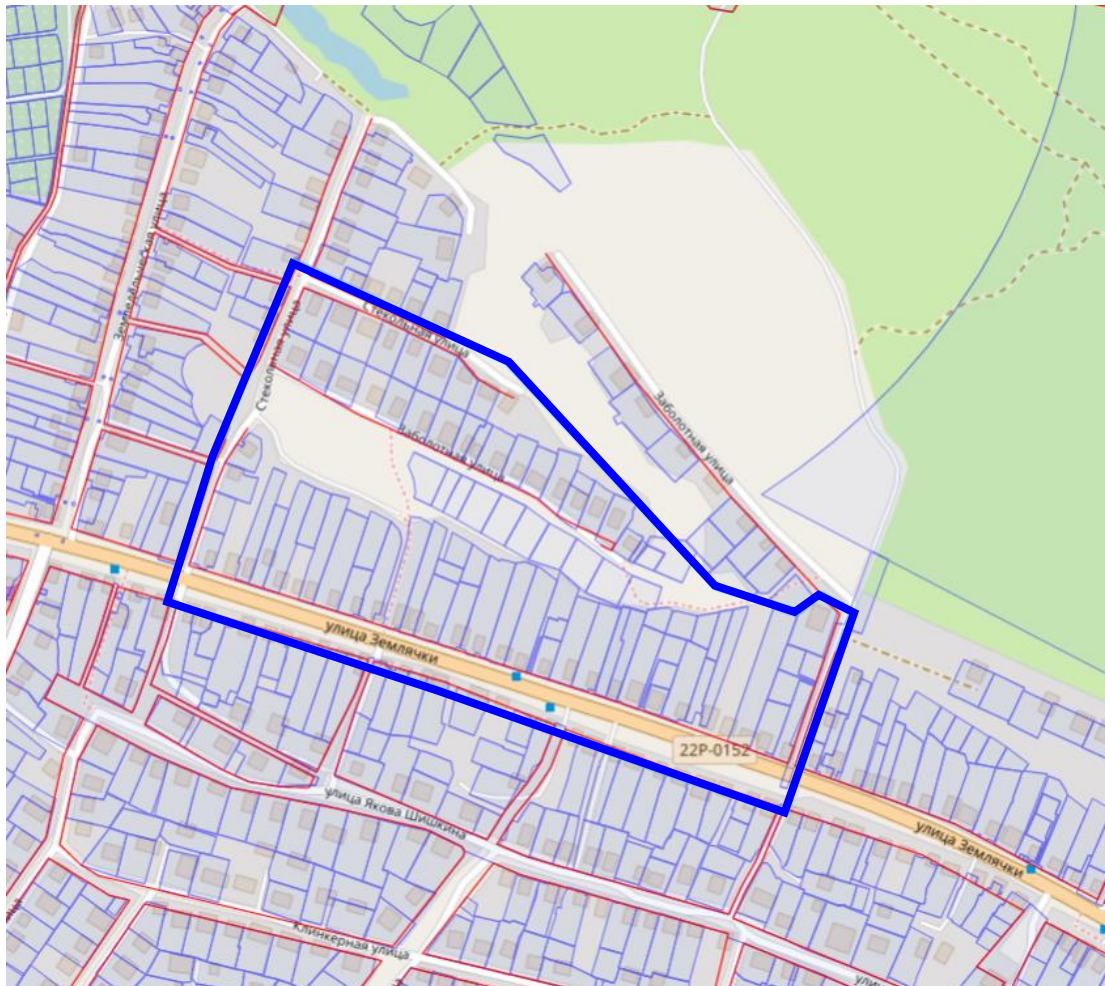 Земледельческая улица
Стекольная улица
Стекольная улица
Заболотная улица
Заболотная улица
улица Землячки
22Р-0152
улица Землячки
улица Якова Шишкина
Клинкерная улица